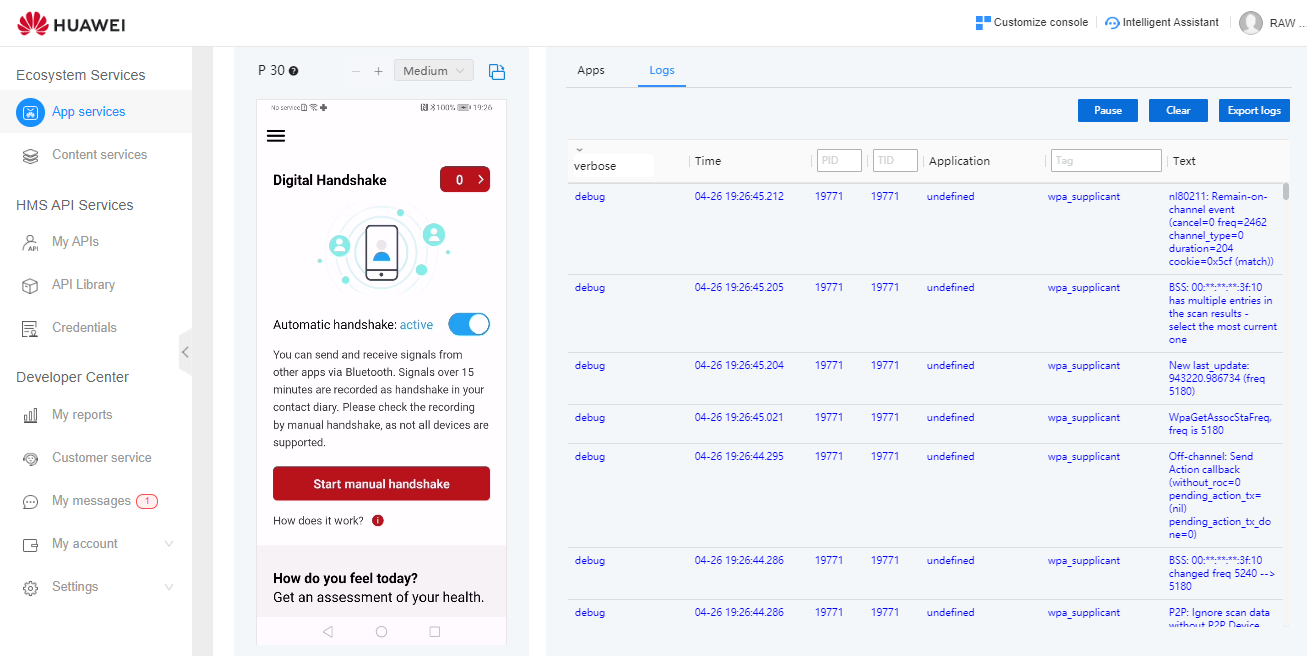 HUAWEI
Customize console
Intelligent Assistant
RAW ...
Ecosystem Services
App services
Content services
HMS API Services
My APIs
API Library
Credentials
Developer Center
My reports
Customer service
My messages 1
My account
Settings
P 30 ?
− + Medium
No service 100% 19:26
Digital Handshake
0 >
Automatic handshake: active
You can send and receive signals from
other apps via Bluetooth. Signals over 15
minutes are recorded as handshake in your
contact diary. Please check the recording
by manual handshake, as not all devices are
supported.
Start manual handshake
How does it work? i
How do you feel today?
Get an assessment of your health.
Apps Logs
Pause Clear Export logs
verbose Time PID TID Application Tag Text
debug 04-26 19:26:45.212 19771 19771 undefined wpa_supplicant nl80211: Remain-on-
channel event
(cancel=0 freq=2462
channel_type=0
duration=204
cookie=0x5cf (match))
debug 04-26 19:26:45.205 19771 19771 undefined wpa_supplicant BSS: 00:**:**:**:3f:10
has multiple entries in
the scan results -
select the most current
one
debug 04-26 19:26:45.204 19771 19771 undefined wpa_supplicant New last_update:
943220.986734 (freq
5180)
debug 04-26 19:26:45.021 19771 19771 undefined wpa_supplicant WpaGetAssocStaFreq,
freq is 5180
debug 04-26 19:26:44.295 19771 19771 undefined wpa_supplicant Off-channel: Send
Action callback
(without_roc=0
pending_action_tx=
(nil)
pending_action_tx_do
ne=0)
debug 04-26 19:26:44.286 19771 19771 undefined wpa_supplicant BSS: 00:**:**:**:3f:10
changed freq 5240 -->
5180
debug 04-26 19:26:44.286 19771 19771 undefined wpa_supplicant P2P: Ignore scan data
without P2P Device